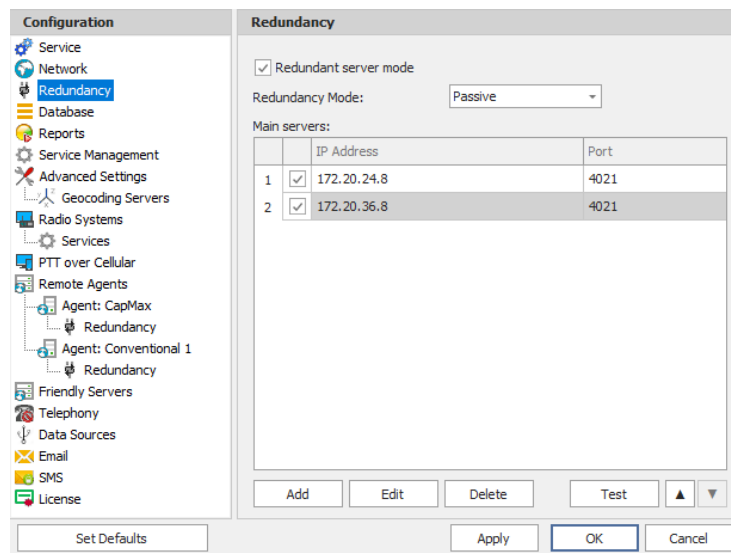 Configuration
Service
Network
Redundancy
Database
Reports
Service Management
Advanced Settings
Geocoding Servers
Radio Systems
Services
PTT over Cellular
Remote Agents
Agent: CapMax
Redundancy
Agent: Conventional 1
Redundancy
Friendly Servers
Telephony
Data Sources
Email
SMS
License
Set Defaults
Redundancy
Redundant server mode
Redundancy Mode: Passive
Main servers:
IP Address Port
1 172.20.24.8 4021
2 172.20.36.8 4021
Add Edit Delete Test
Apply OK Cancel